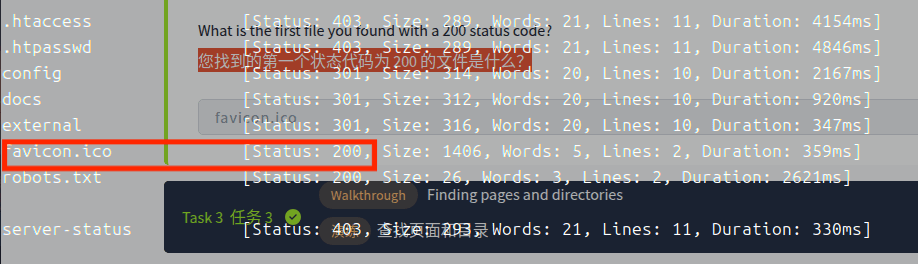 .htaccess [Status: 403, Size: 289, Words: 21, Lines: 11, Duration: 4154ms]
What is the first file you found with a 200 status code?
.htpasswd [Status: 403, Size: 289, Words: 21, Lines: 11, Duration: 4846ms]
您找到的第一个状态代码为 200 的文件是什么？
config [Status: 301, Size: 314, Words: 20, Lines: 10, Duration: 2167ms]
docs [Status: 301, Size: 312, Words: 20, Lines: 10, Duration: 920ms]
favicon.ico
external [Status: 301, Size: 316, Words: 20, Lines: 10, Duration: 347ms]
favicon.ico [Status: 200, Size: 1406, Words: 5, Lines: 2, Duration: 359ms]
robots.txt [Status: 200, Size: 26, Words: 3, Lines: 2, Duration: 2621ms]
Walkthrough Finding pages and directories
Task 3 任务 3
server-status [Status: 403, Size: 293, Words: 21, Lines: 11, Duration: 330ms]
查找页面和目录